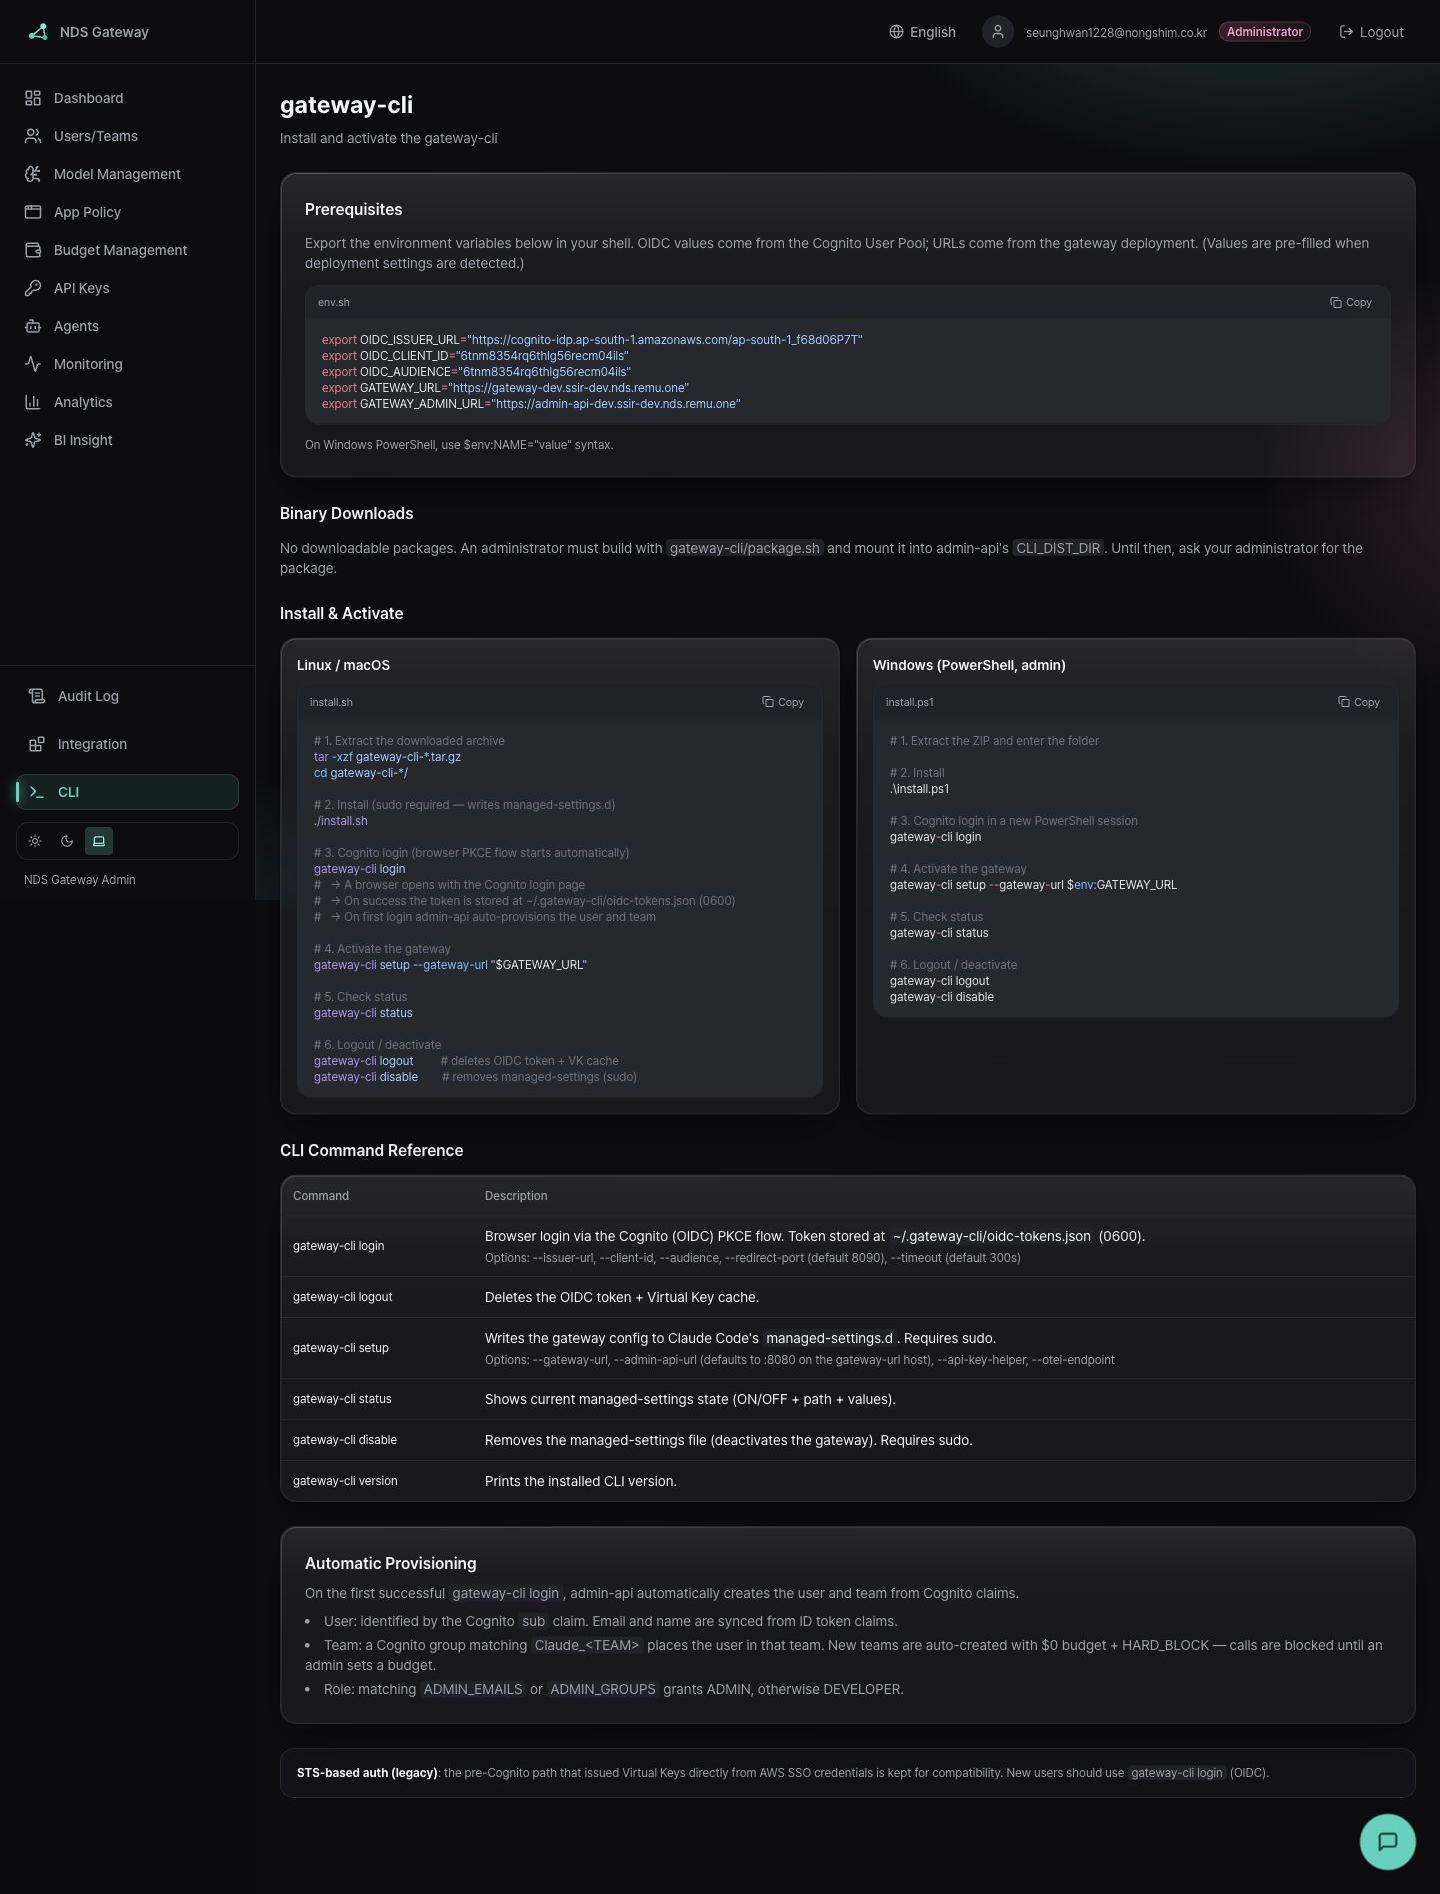 NDS Gateway
English
seunghwan1228@nongshim.co.kr
Administrator
Logout
Dashboard
Users/Teams
Model Management
App Policy
Budget Management
API Keys
Agents
Monitoring
Analytics
BI Insight
Audit Log
Integration
CLI
NDS Gateway Admin
gateway-cli
Install and activate the gateway-cli
Prerequisites
Export the environment variables below in your shell. OIDC values come from the Cognito User Pool; URLs come from the gateway deployment. (Values are pre-filled when
deployment settings are detected.)
env.sh
Copy
export OIDC_ISSUER_URL="https://cognito-idp.ap-south-1.amazonaws.com/ap-south-1_f68d06P7T"
export OIDC_CLIENT_ID="6tnm8354rq6thlg56recm04ils"
export OIDC_AUDIENCE="6tnm8354rq6thlg56recm04ils"
export GATEWAY_URL="https://gateway-dev.ssir-dev.nds.remu.one"
export GATEWAY_ADMIN_URL="https://admin-api-dev.ssir-dev.nds.remu.one"
On Windows PowerShell, use $env:NAME="value" syntax.
Binary Downloads
No downloadable packages. An administrator must build with gateway-cli/package.sh and mount it into admin-api's CLI_DIST_DIR. Until then, ask your administrator for the
package.
Install & Activate
Linux / macOS
install.sh
Copy
# 1. Extract the downloaded archive
tar -xzf gateway-cli-*.tar.gz
cd gateway-cli-*/
# 2. Install (sudo required — writes managed-settings.d)
./install.sh
# 3. Cognito login (browser PKCE flow starts automatically)
gateway-cli login
#   → A browser opens with the Cognito login page
#   → On success the token is stored at ~/.gateway-cli/oidc-tokens.json (0600)
#   → On first login admin-api auto-provisions the user and team
# 4. Activate the gateway
gateway-cli setup --gateway-url "$GATEWAY_URL"
# 5. Check status
gateway-cli status
# 6. Logout / deactivate
gateway-cli logout # deletes OIDC token + VK cache
gateway-cli disable # removes managed-settings (sudo)
Windows (PowerShell, admin)
install.ps1
Copy
# 1. Extract the ZIP and enter the folder
# 2. Install
.\install.ps1
# 3. Cognito login in a new PowerShell session
gateway-cli login
# 4. Activate the gateway
gateway-cli setup --gateway-url $env:GATEWAY_URL
# 5. Check status
gateway-cli status
# 6. Logout / deactivate
gateway-cli logout
gateway-cli disable
CLI Command Reference
Command Description
gateway-cli login
Browser login via the Cognito (OIDC) PKCE flow. Token stored at ~/.gateway-cli/oidc-tokens.json (0600).
Options: --issuer-url, --client-id, --audience, --redirect-port (default 8090), --timeout (default 300s)
gateway-cli logout
Deletes the OIDC token + Virtual Key cache.
gateway-cli setup
Writes the gateway config to Claude Code's managed-settings.d. Requires sudo.
Options: --gateway-url, --admin-api-url (defaults to :8080 on the gateway-url host), --api-key-helper, --otel-endpoint
gateway-cli status
Shows current managed-settings state (ON/OFF + path + values).
gateway-cli disable
Removes the managed-settings file (deactivates the gateway). Requires sudo.
gateway-cli version
Prints the installed CLI version.
Automatic Provisioning
On the first successful gateway-cli login, admin-api automatically creates the user and team from Cognito claims.
• User: identified by the Cognito sub claim. Email and name are synced from ID token claims.
• Team: a Cognito group matching Claude_<TEAM> places the user in that team. New teams are auto-created with $0 budget + HARD_BLOCK — calls are blocked until an
admin sets a budget.
• Role: matching ADMIN_EMAILS or ADMIN_GROUPS grants ADMIN, otherwise DEVELOPER.
STS-based auth (legacy): the pre-Cognito path that issued Virtual Keys directly from AWS SSO credentials is kept for compatibility. New users should use gateway-cli login (OIDC).